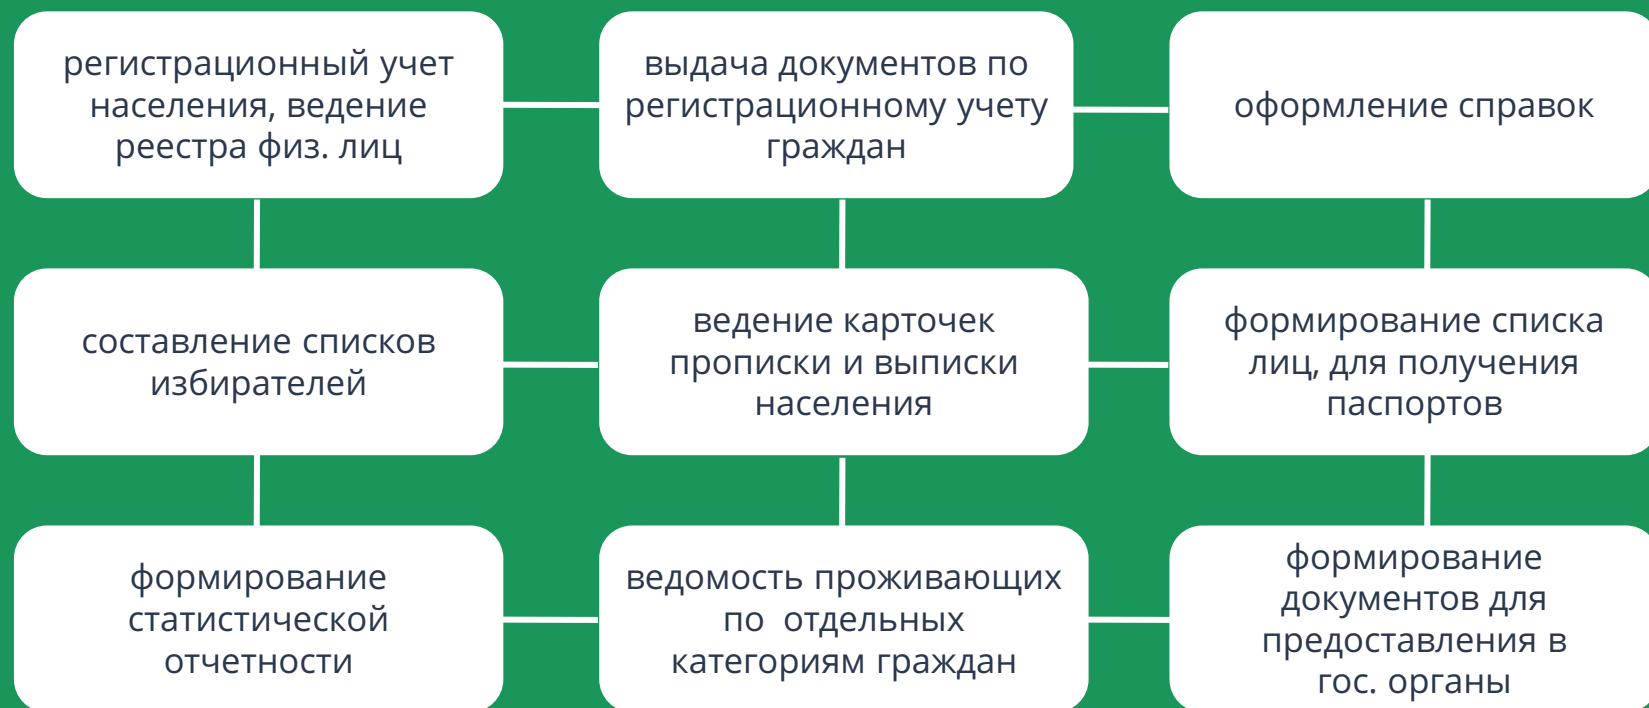 регистрационный учет
населения, ведение
реестра физ. лиц
выдача документов по
регистрационному учету
граждан
оформление справок
составление списков
избирателей
ведение карточек
прописки и выписки
населения
формирование списка
лиц, для получения
паспортов
формирование
статистической
отчетности
ведомость проживающих
по отдельных
категориям граждан
формирование
документов для
предоставления в
гос. органы